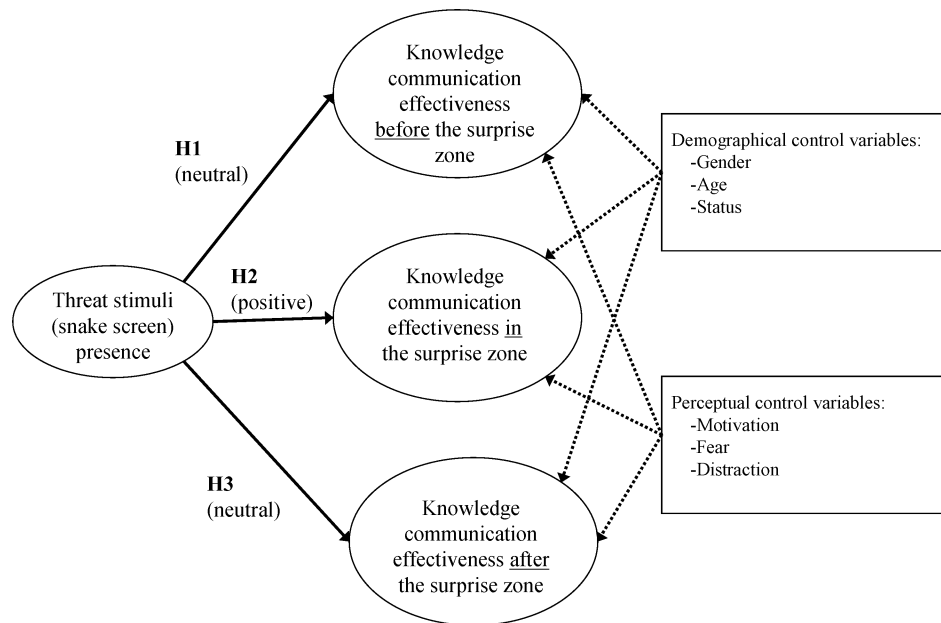 Knowledge
communication
effectiveness
before the surprise
zone
H1
(neutral)
Demographical control variables:
-Gender
-Age
-Status
H2
(positive)
Threat stimuli
(snake screen)
presence
Knowledge
communication
effectiveness in
the surprise zone
Perceptual control variables:
-Motivation
-Fear
-Distraction
H3
(neutral)
Knowledge
communication
effectiveness after
the surprise zone